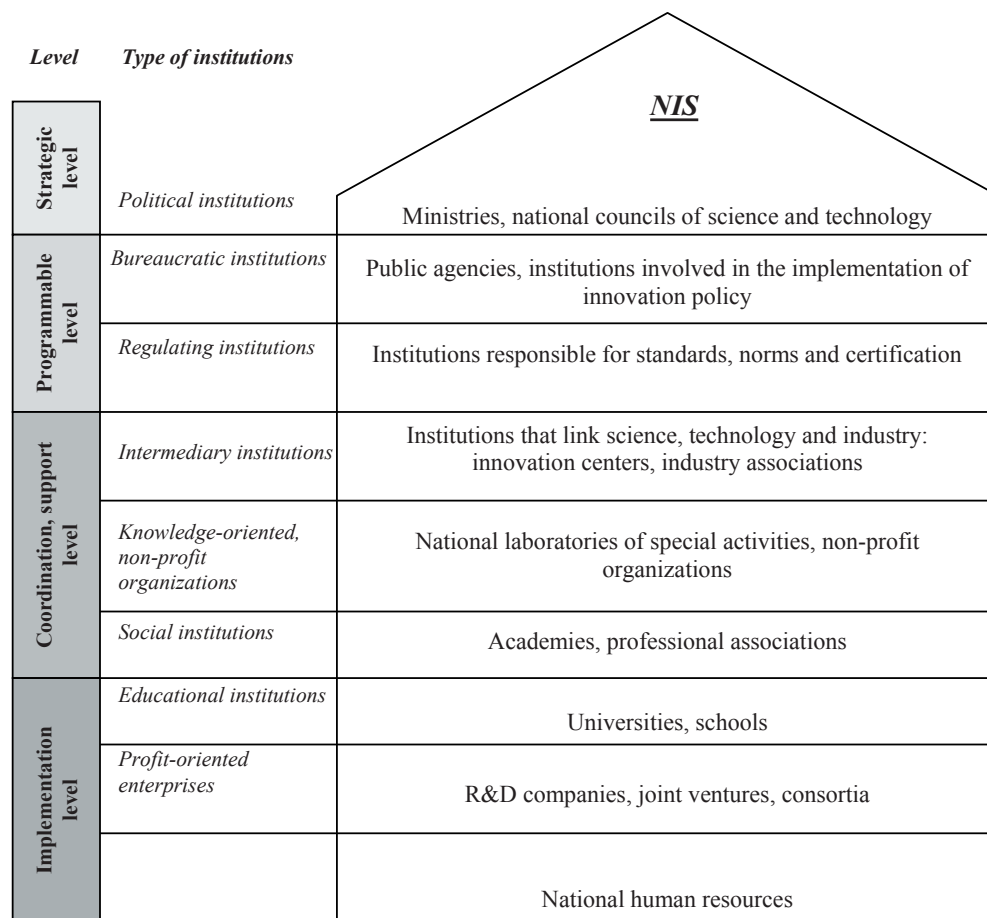 Level Type of institutions
NIS
Strategic
level
Political institutions
Ministries, national councils of science and technology
Programmable
level
Bureaucratic institutions
Public agencies, institutions involved in the implementation of
innovation policy
Regulating institutions
Institutions responsible for standards, norms and certification
Coordination, support
level
Intermediary institutions
Institutions that link science, technology and industry:
innovation centers, industry associations
Knowledge-oriented,
non-profit
organizations
National laboratories of special activities, non-profit
organizations
Social institutions
Academies, professional associations
Implementation
level
Educational institutions
Universities, schools
Profit-oriented
enterprises
R&D companies, joint ventures, consortia
National human resources